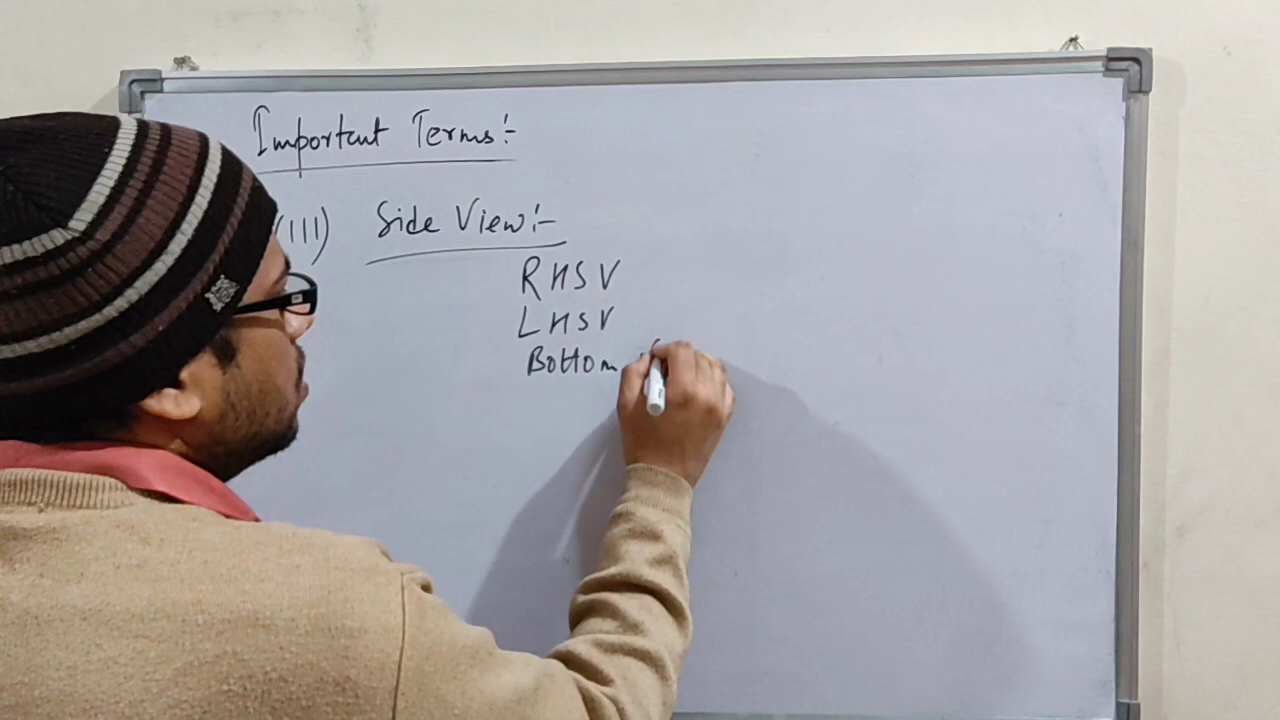 Important Terms:-
(III) Side View:-
RHSV
LHSV
Bottom